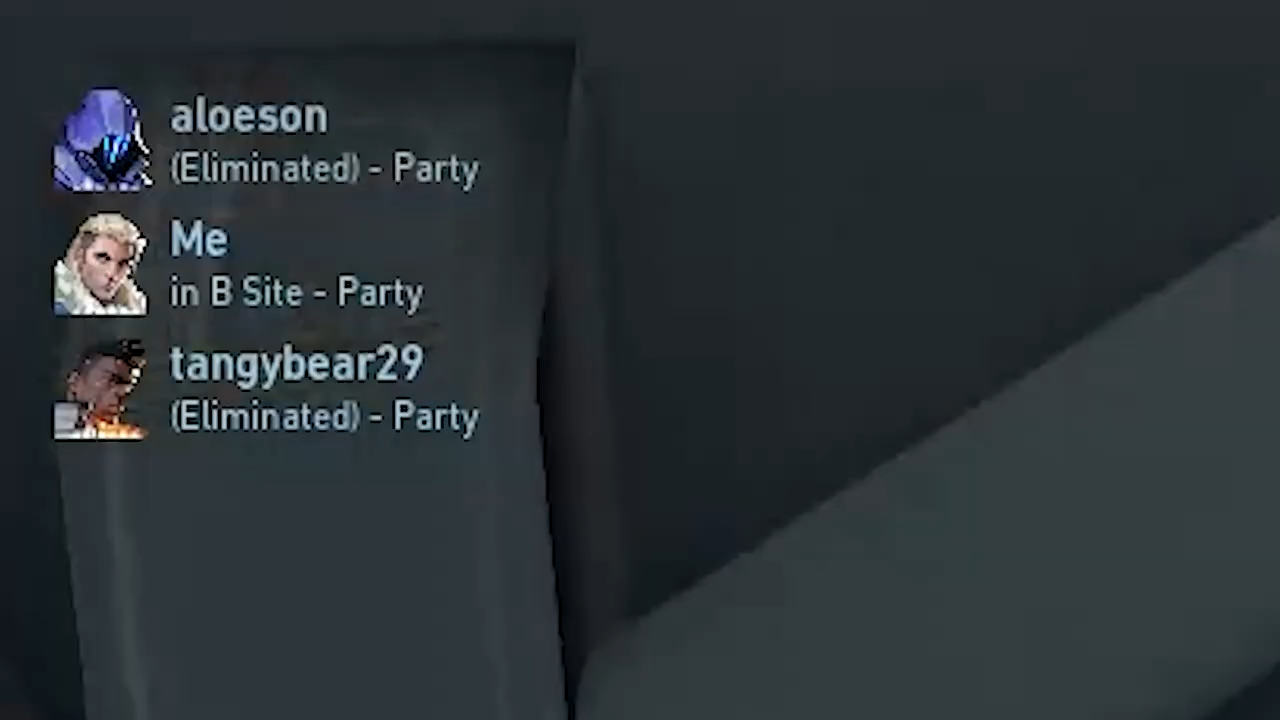 aloeson
(Eliminated) - Party
Me
in B Site - Party
tangybear29
(Eliminated) - Party